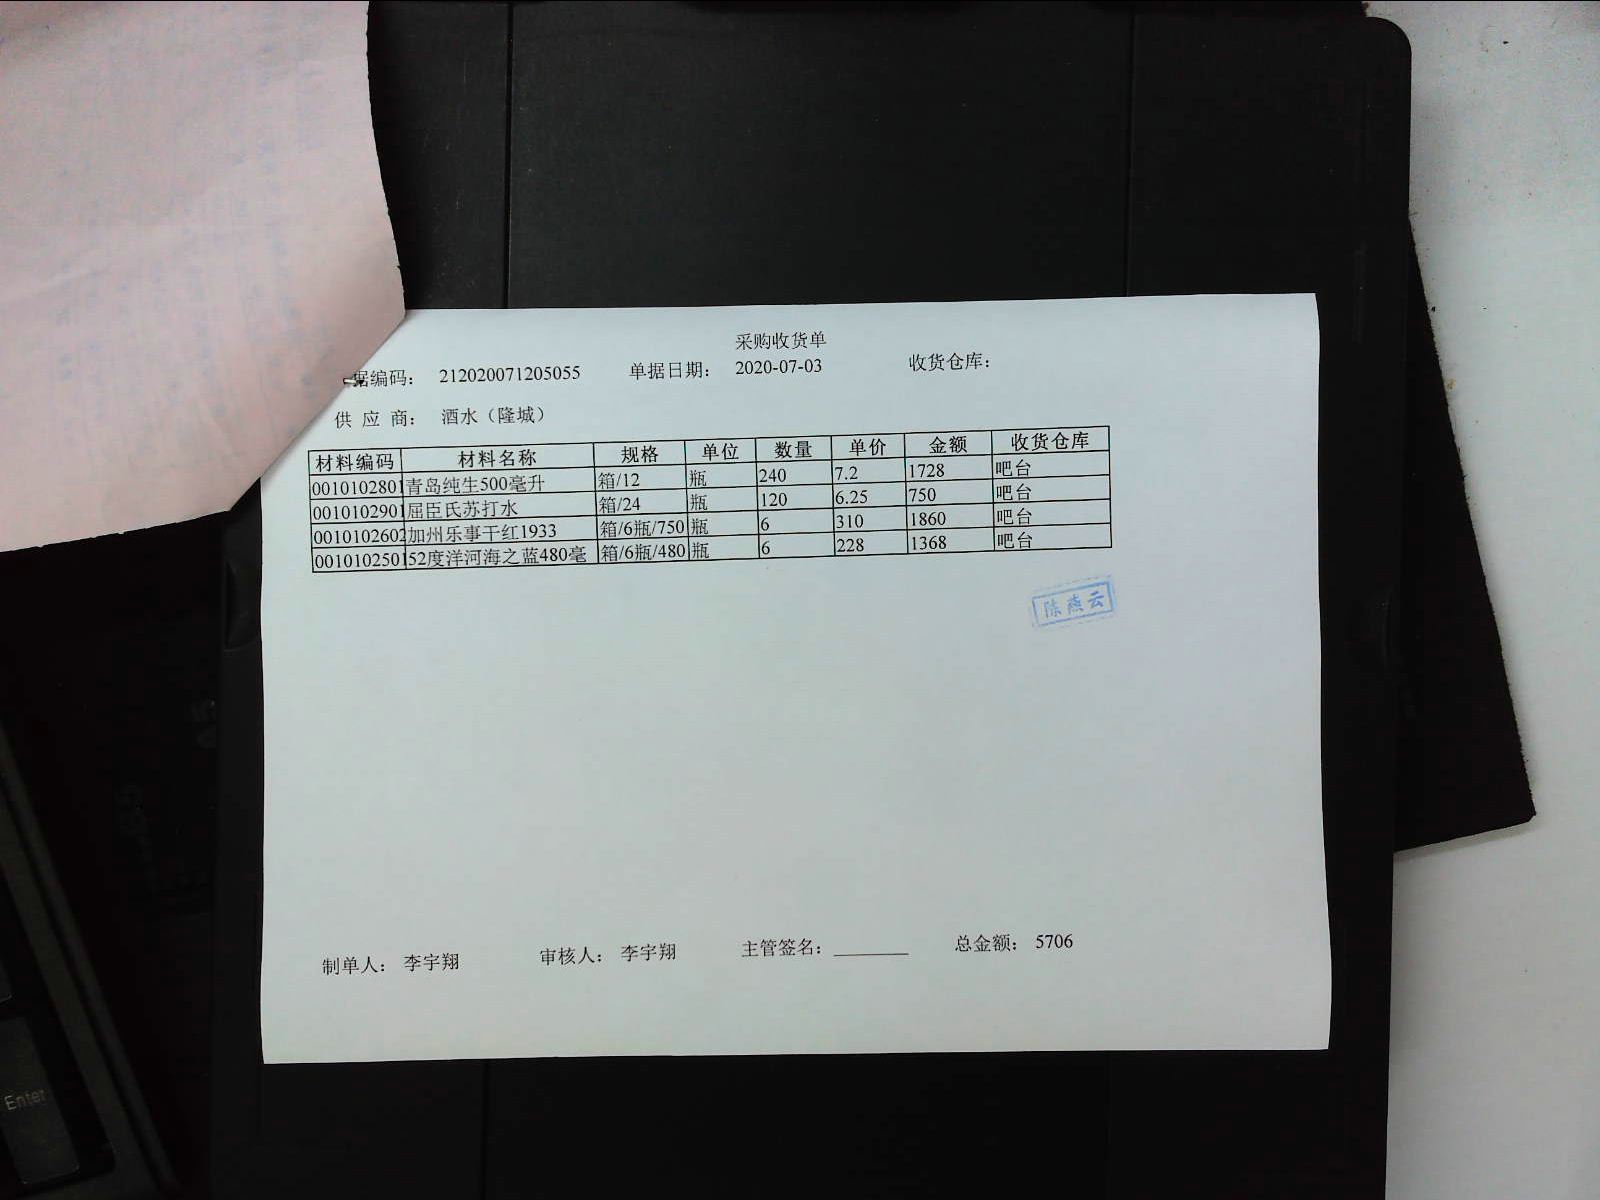 采购收货单
据编码： 212020071205055 单据日期： 2020-07-03 收货仓库：
供 应 商： 酒水（隆城）
材料编码 材料名称 规格 单位 数量 单价 金额 收货仓库
0010102801 青岛纯生500毫升 箱/12 瓶 240 7.2 1728 吧台
0010102901 屈臣氏苏打水 箱/24 瓶 120 6.25 750 吧台
0010102602 加州乐事干红1933 箱/6瓶/750 瓶 6 310 1860 吧台
0010102501 52度洋河海之蓝480毫 箱/6瓶/480 瓶 6 228 1368 吧台
陈燕云
制单人： 李宇翔 审核人： 李宇翔 主管签名： 总金额： 5706
Enter